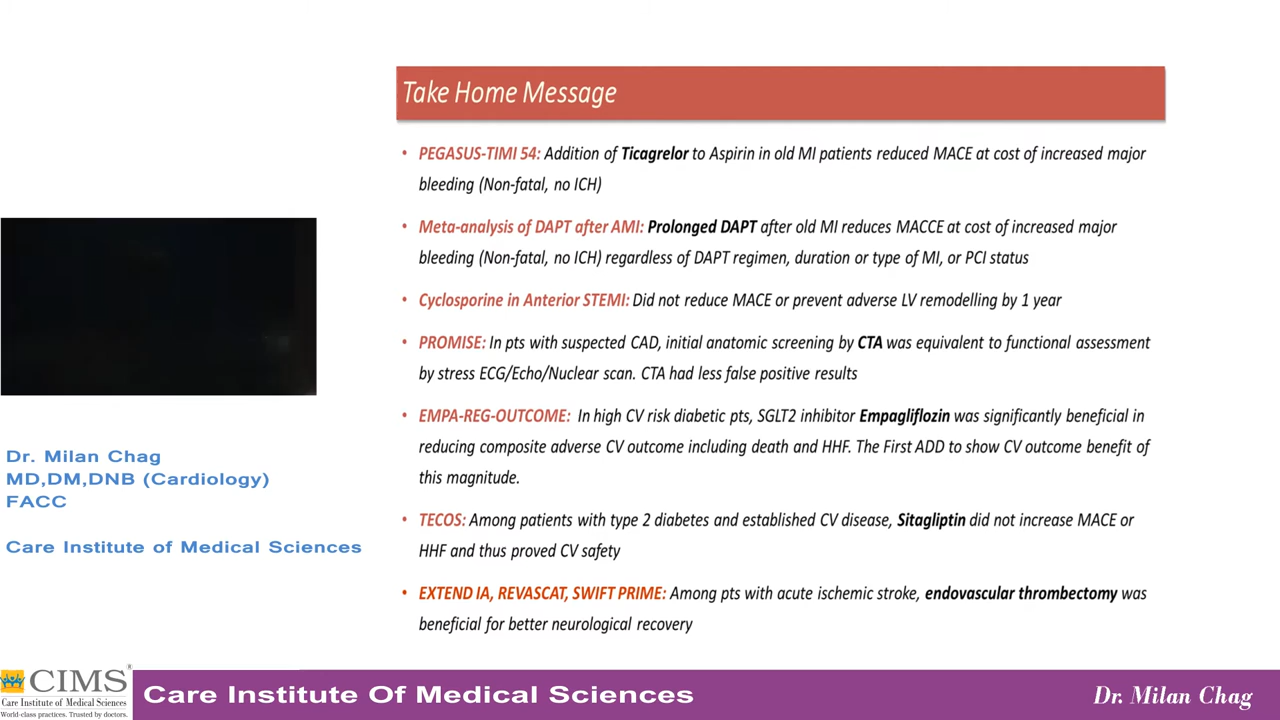 Take Home Message
• PEGASUS-TIMI 54: Addition of Ticagrelor to Aspirin in old MI patients reduced MACE at cost of increased major
bleeding (Non-fatal, no ICH)
• Meta-analysis of DAPT after AMI: Prolonged DAPT after old MI reduces MACCE at cost of increased major
bleeding (Non-fatal, no ICH) regardless of DAPT regimen, duration or type of MI, or PCI status
• Cyclosporine in Anterior STEMI: Did not reduce MACE or prevent adverse LV remodelling by 1 year
• PROMISE: In pts with suspected CAD, initial anatomic screening by CTA was equivalent to functional assessment
by stress ECG/Echo/Nuclear scan. CTA had less false positive results
• EMPA-REG-OUTCOME: In high CV risk diabetic pts, SGLT2 inhibitor Empagliflozin was significantly beneficial in
reducing composite adverse CV outcome including death and HHF. The First ADD to show CV outcome benefit of
this magnitude.
• TECOS: Among patients with type 2 diabetes and established CV disease, Sitagliptin did not increase MACE or
HHF and thus proved CV safety
• EXTEND IA, REVASCAT, SWIFT PRIME: Among pts with acute ischemic stroke, endovascular thrombectomy was
beneficial for better neurological recovery
Dr. Milan Chag
MD,DM,DNB (Cardiology)
FACC
Care Institute of Medical Sciences
CIMS®
Care Institute of Medical Sciences
World-class practices. Trusted by doctors.
Care Institute Of Medical Sciences
Dr. Milan Chag